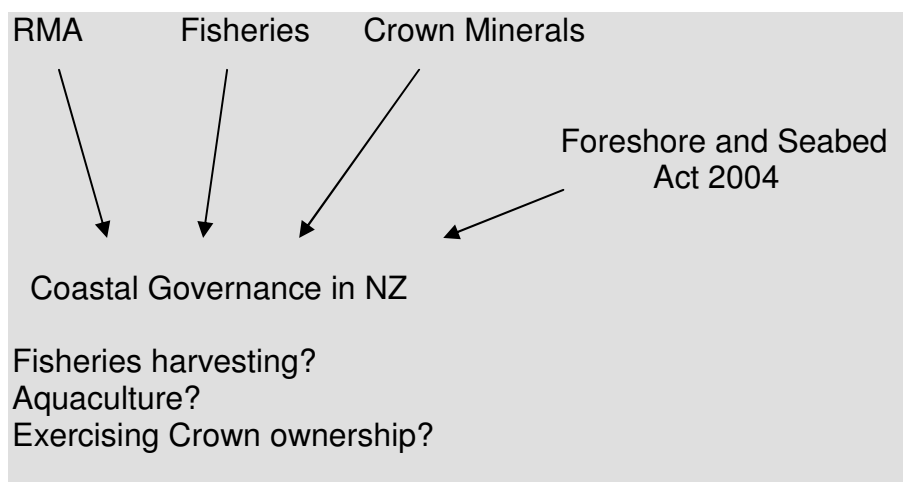 RMA Fisheries Crown Minerals
Foreshore and Seabed
Act 2004
Coastal Governance in NZ
Fisheries harvesting?
Aquaculture?
Exercising Crown ownership?